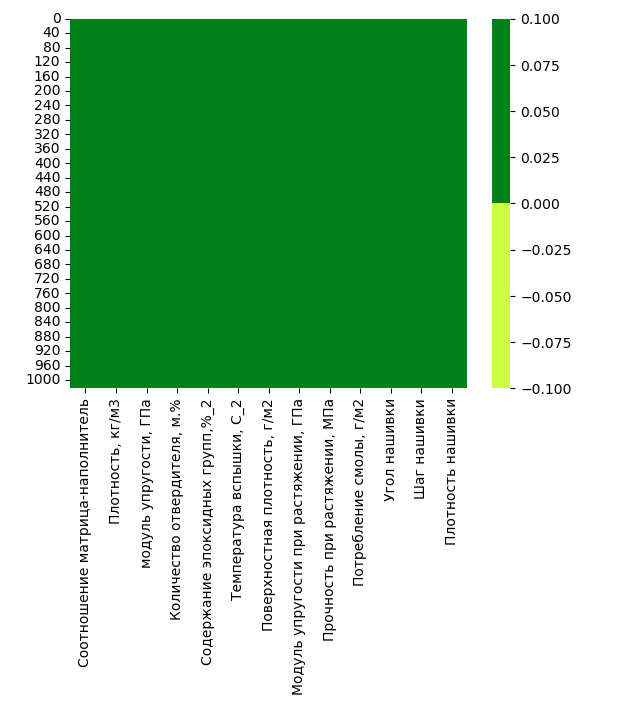 0
40
80
120
160
200
240
280
320
360
400
440
480
520
560
600
640
680
720
760
800
840
880
920
960
1000
0.100
0.075
0.050
0.025
0.000
−0.025
−0.050
−0.075
−0.100
Соотношение матрица-наполнитель
Плотность, кг/м3
модуль упругости, ГПа
Количество отвердителя, м.%
Содержание эпоксидных групп,%_2
Температура вспышки, С_2
Поверхностная плотность, г/м2
Модуль упругости при растяжении, ГПа
Прочность при растяжении, МПа
Потребление смолы, г/м2
Угол нашивки
Шаг нашивки
Плотность нашивки